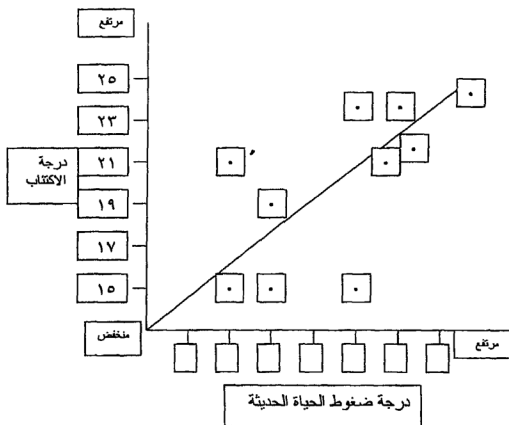 مرتفع
٢٥
٢٣
٢١
درجة
الاكتئاب
١٩
١٧
١٥
منخفض
مرتفع
درجة ضغوط الحياة الحديثة